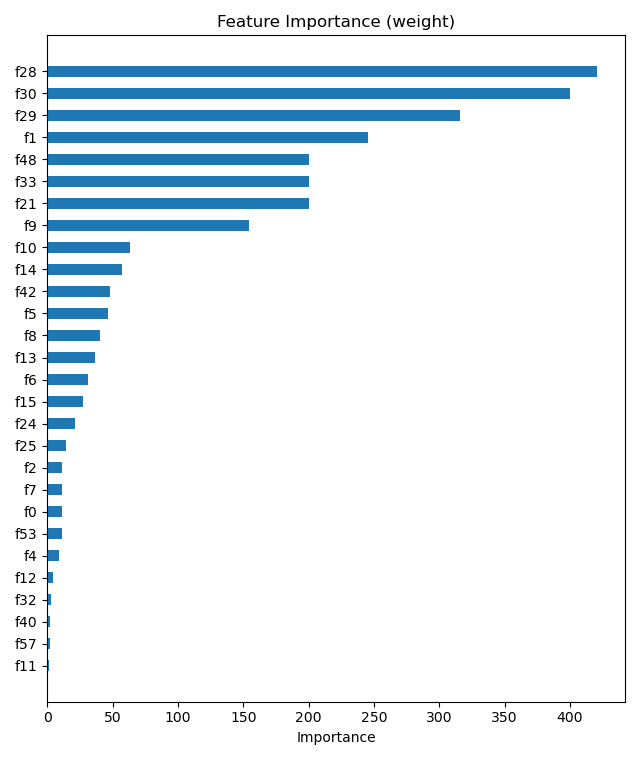 Feature Importance (weight)
f28
f30
f29
f1
f48
f33
f21
f9
f10
f14
f42
f5
f8
f13
f6
f15
f24
f25
f2
f7
f0
f53
f4
f12
f32
f40
f57
f11
0 50 100 150 200 250 300 350 400
Importance